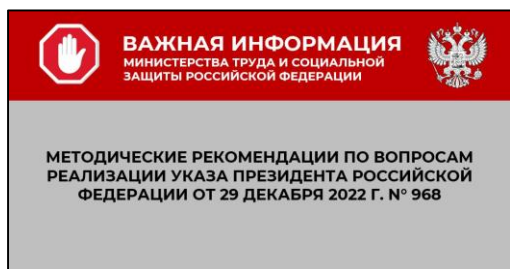 ВАЖНАЯ ИНФОРМАЦИЯ
МИНИСТЕРСТВА ТРУДА И СОЦИАЛЬНОЙ
ЗАЩИТЫ РОССИЙСКОЙ ФЕДЕРАЦИИ
МЕТОДИЧЕСКИЕ РЕКОМЕНДАЦИИ ПО ВОПРОСАМ
РЕАЛИЗАЦИИ УКАЗА ПРЕЗИДЕНТА РОССИЙСКОЙ
ФЕДЕРАЦИИ ОТ 29 ДЕКАБРЯ 2022 Г. N° 968